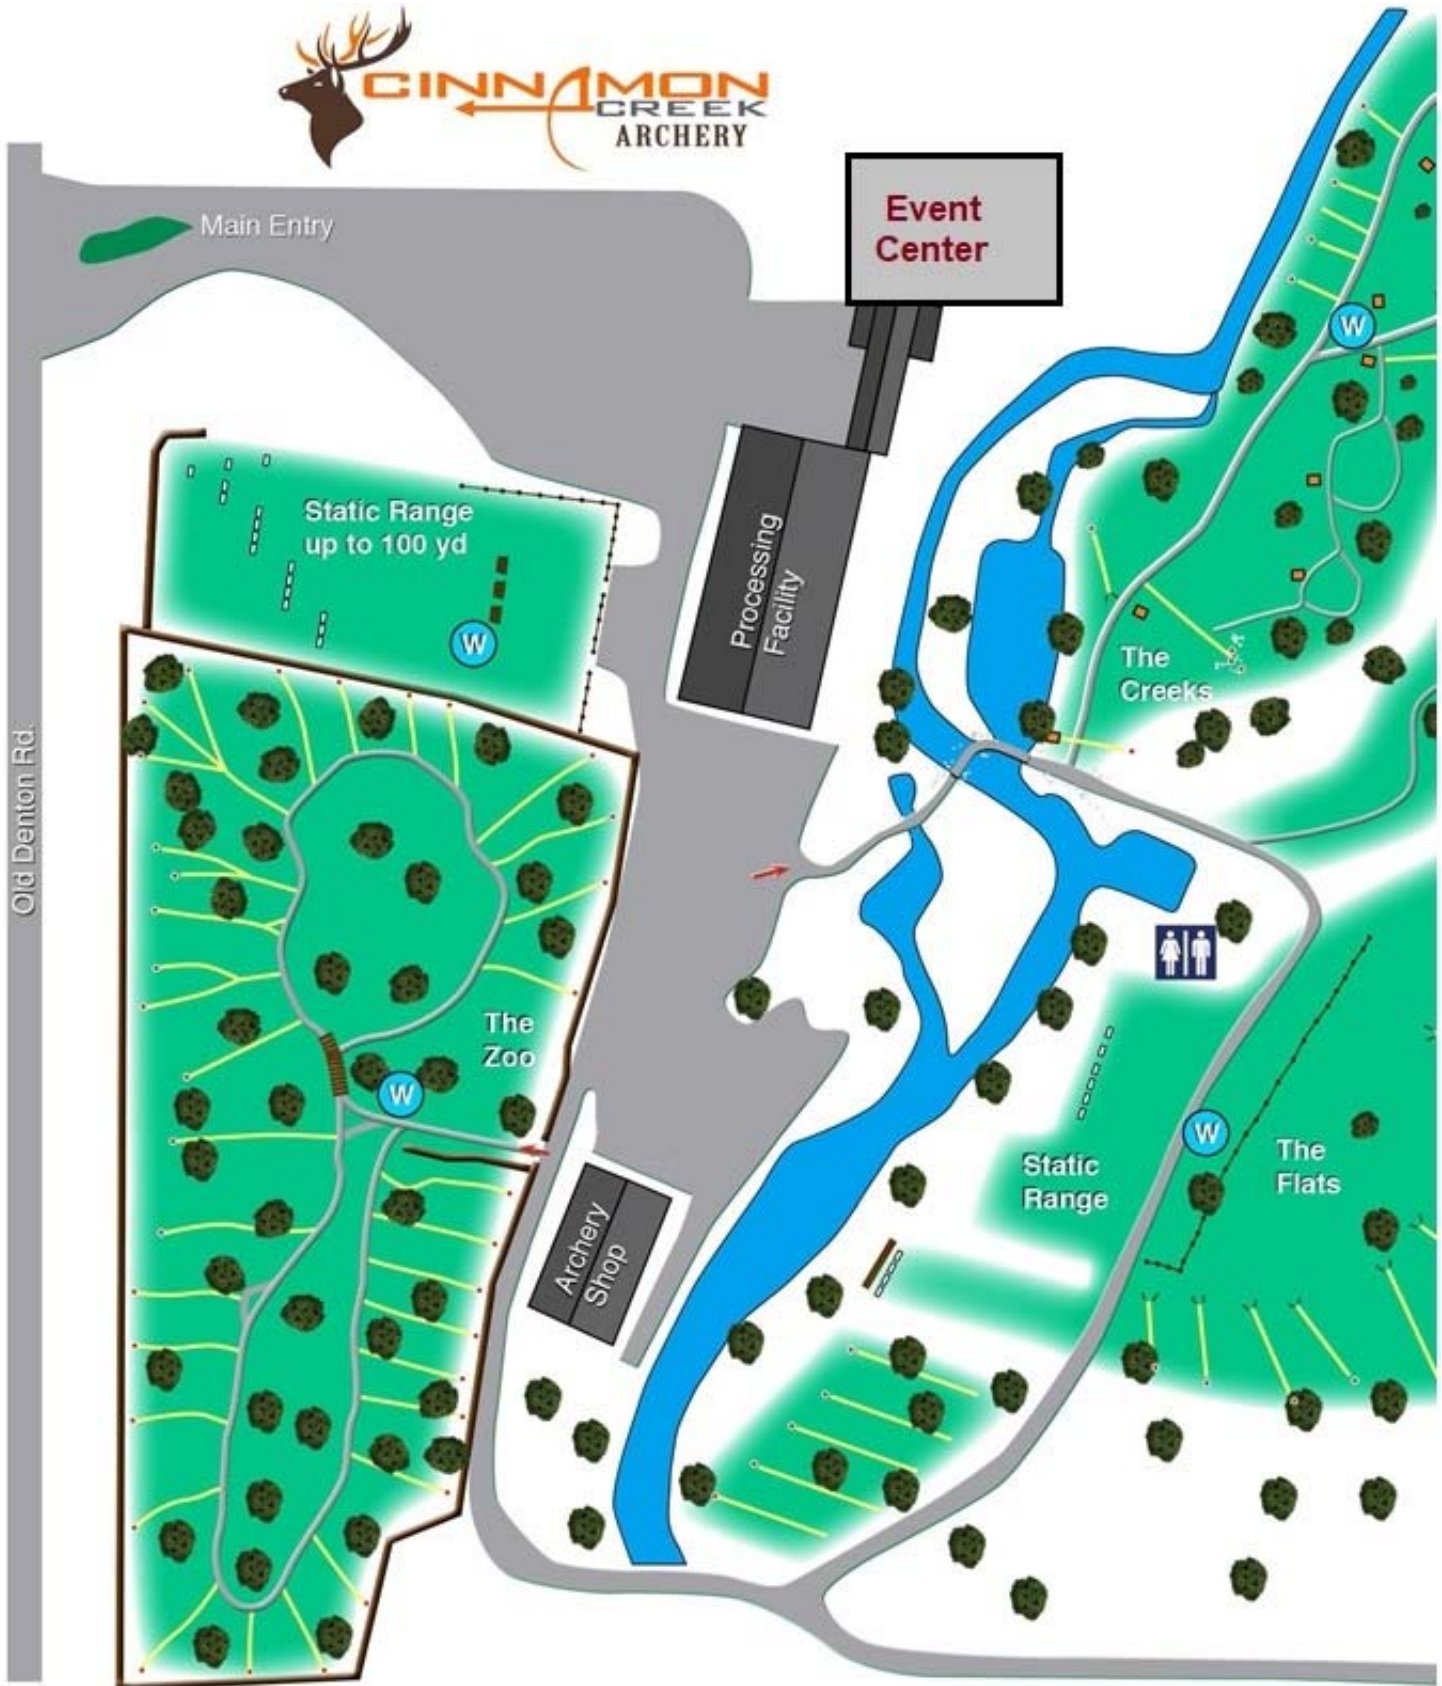 CINNAMON
CREEK
ARCHERY
Event
Center
Main Entry
W
Static Range
up to 100 yd
Processing
Facility
W
The
Creeks
Old Denton Rd.
The
Zoo
W
W
Static
Range
The
Flats
Archery
Shop